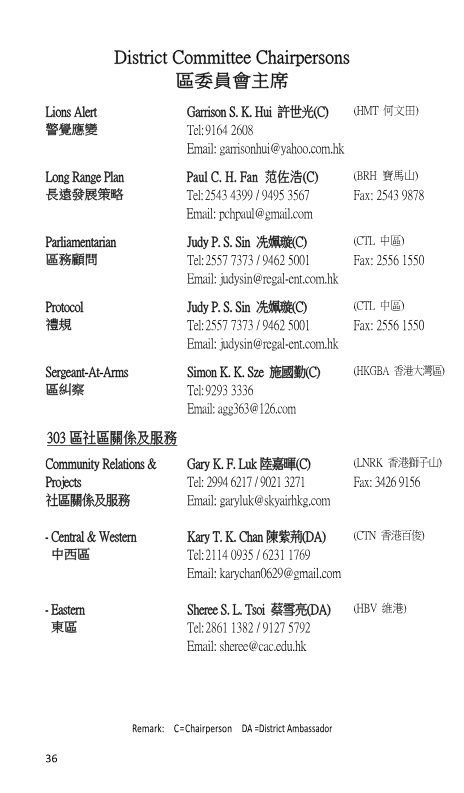 District Committee Chairpersons
區委員會主席
Lions Alert Garrison S. K. Hui 許世光(C) (HMT 何文田)
警覺應變 Tel: 9164 2608
Email: garrisonhui@yahoo.com.hk
Long Range Plan Paul C. H. Fan 范佐浩(C) (BRH 寶馬山)
長遠發展策略 Tel: 2543 4399 / 9495 3567 Fax: 2543 9878
Email: pchpaul@gmail.com
Parliamentarian Judy P. S. Sin 冼姵璇(C) (CTL 中區)
區務顧問 Tel: 2557 7373 / 9462 5001 Fax: 2556 1550
Email: judysin@regal-ent.com.hk
Protocol Judy P. S. Sin 冼姵璇(C) (CTL 中區)
禮規 Tel: 2557 7373 / 9462 5001 Fax: 2556 1550
Email: judysin@regal-ent.com.hk
Sergeant-At-Arms Simon K. K. Sze 施國勤(C) (HKGBA 香港大灣區)
區糾察 Tel: 9293 3336
Email: agg363@126.com
303 區社區關係及服務
Community Relations & Gary K. F. Luk 陸嘉暉(C) (LNRK 香港獅子山)
Projects Tel: 2994 6217 / 9021 3271 Fax: 3426 9156
社區關係及服務 Email: garyluk@skyairhkg.com
- Central & Western Kary T. K. Chan 陳紫荊(DA) (CTN 香港百俊)
中西區 Tel: 2114 0935 / 6231 1769
Email: karychan0629@gmail.com
- Eastern Sheree S. L. Tsoi 蔡雪亮(DA) (HBV 維港)
東區 Tel: 2861 1382 / 9127 5792
Email: sheree@cac.edu.hk
Remark: C=Chairperson DA =District Ambassador
36